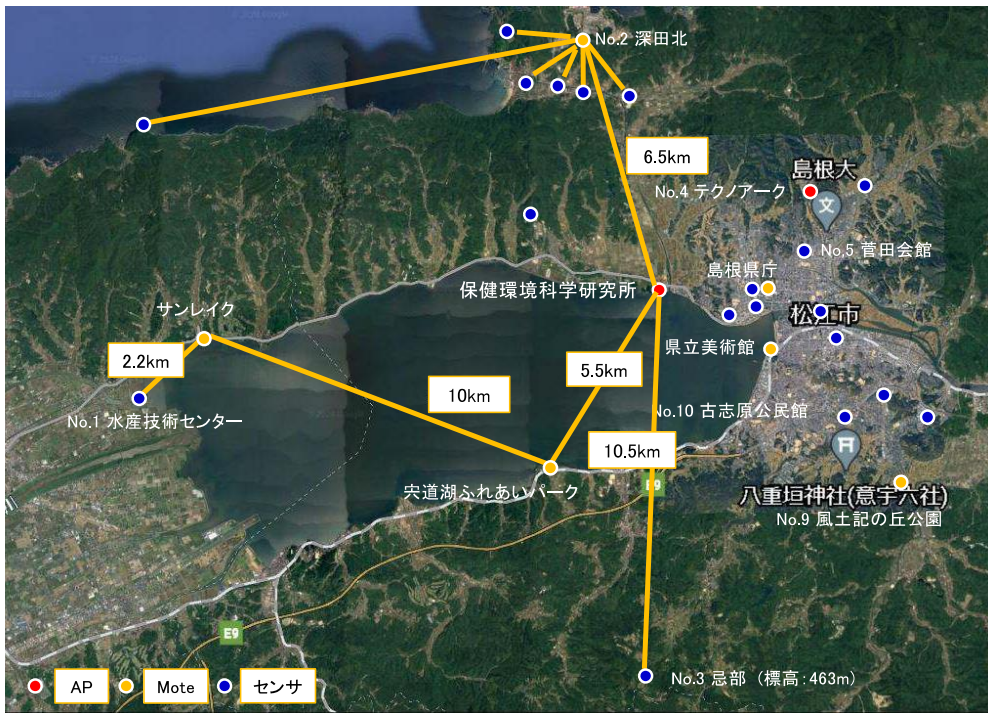 No.2 深田北
6.5km
島根大
No.4 テクノアーク
文
No.5 菅田会館
島根県庁
保健環境科学研究所
サンレイク
松江市
県立美術館
2.2km
5.5km
10km
No.10 古志原公民館
No.1 水産技術センター
10.5km
宍道湖ふれあいパーク
E9
八重垣神社(意宇六社)
No.9 風土記の丘公園
E9
No.3 忌部 (標高:463m)
AP
Mote
センサ